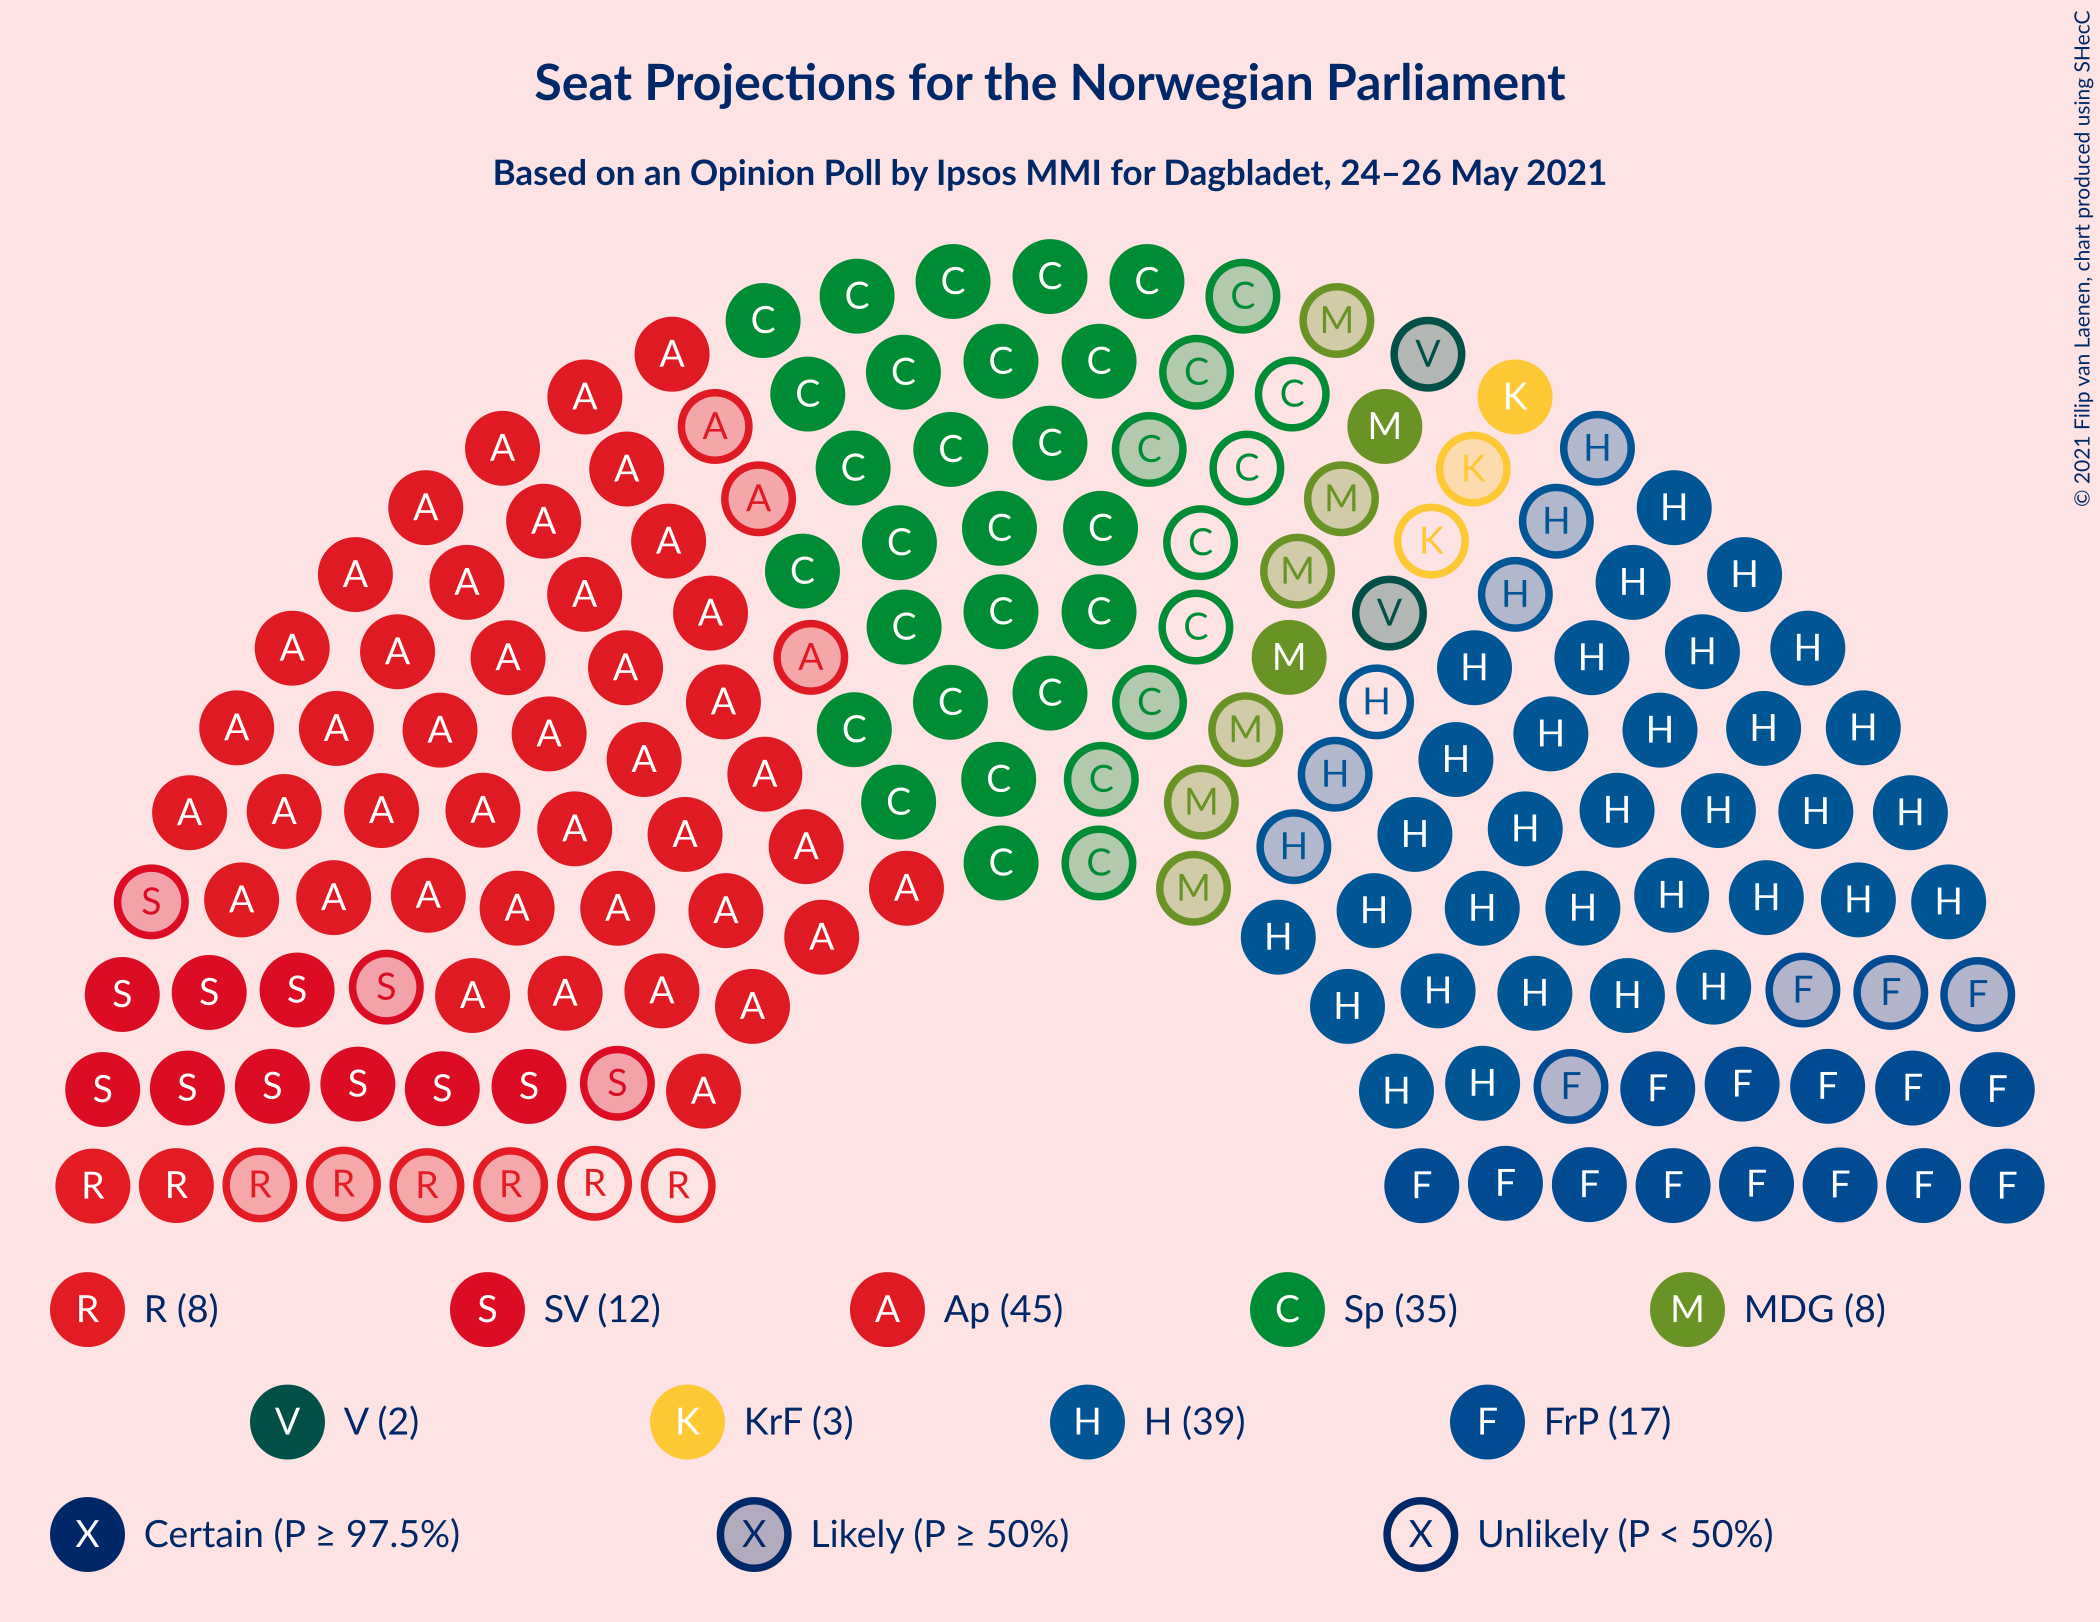 © 2021 Filip van Laenen, chart produced using SHecC
Seat Projections for the Norwegian Parliament
Based on an Opinion Poll by Ipsos MMI for Dagbladet, 24–26 May 2021
C C C C C C M
A A C C C C C C V K
A A A C C C C C M K H
A A A A C C C C M K H H
A A A A C C C C C M V H H H
A A A A A A C C C M H H H H H
A A A A A A C C C M H H H H H H
A A A A A A A C C C M H H H H H H H
S A A A A A A A A M H H H H H H H H
S S S S A A A A H H H H H F F F
S S S S S S S A H H F F F F F F
R R R R R R R R F F F F F F F F
R R (8) S SV (12) A Ap (45) C Sp (35) M MDG (8)
V V (2) K KrF (3) H H (39) F FrP (17)
X Certain (P ≥ 97.5%) X Likely (P ≥ 50%) X Unlikely (P < 50%)